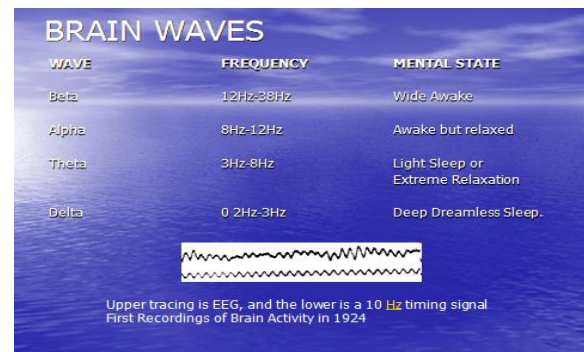 BRAIN WAVES
WAVE FREQUENCY MENTAL STATE
Beta 12Hz-38Hz Wide Awake
Alpha 8Hz-12Hz Awake but relaxed
Theta 3Hz-8Hz Light Sleep or
Extreme Relaxation
Delta 0 2Hz-3Hz Deep Dreamless Sleep.
Upper tracing is EEG, and the lower is a 10 Hz timing signal
First Recordings of Brain Activity in 1924